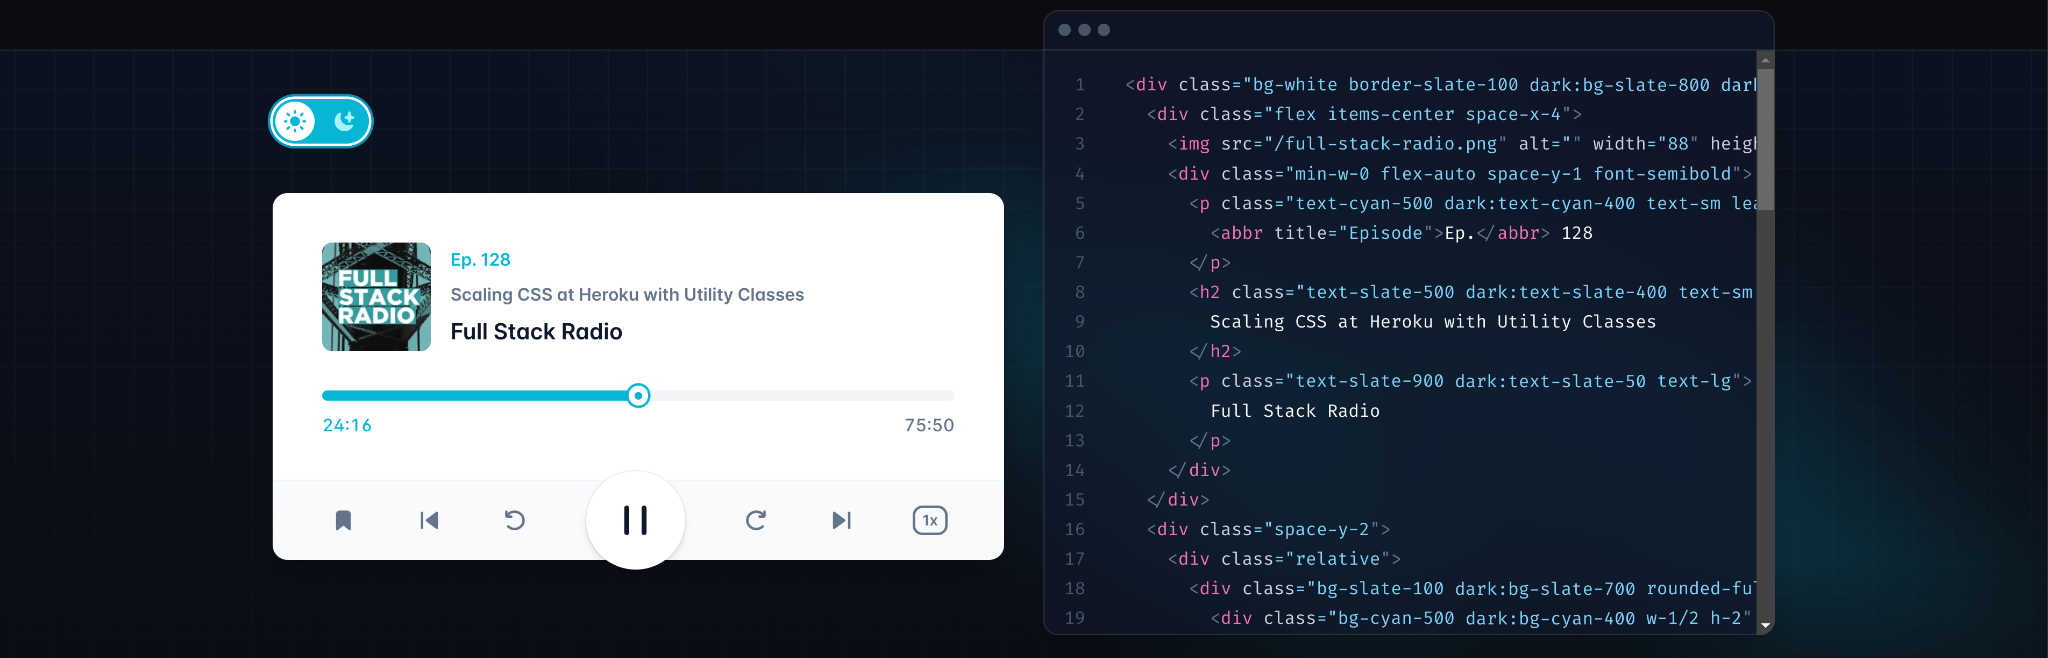 FULL
STACK
RADIO
Ep. 128
Scaling CSS at Heroku with Utility Classes
Full Stack Radio
24:16
75:50
1x
1 <div class="bg-white border-slate-100 dark:bg-slate-800 dark
2 <div class="flex items-center space-x-4">
3 <img src="/full-stack-radio.png" alt="" width="88" heigh
4 <div class="min-w-0 flex-auto space-y-1 font-semibold">
5 <p class="text-cyan-500 dark:text-cyan-400 text-sm lea
6 <abbr title="Episode">Ep.</abbr> 128
7 </p>
8 <h2 class="text-slate-500 dark:text-slate-400 text-sm
9 Scaling CSS at Heroku with Utility Classes
10 </h2>
11 <p class="text-slate-900 dark:text-slate-50 text-lg">
12 Full Stack Radio
13 </p>
14 </div>
15 </div>
16 <div class="space-y-2">
17 <div class="relative">
18 <div class="bg-slate-100 dark:bg-slate-700 rounded-ful
19 <div class="bg-cyan-500 dark:bg-cyan-400 w-1/2 h-2"